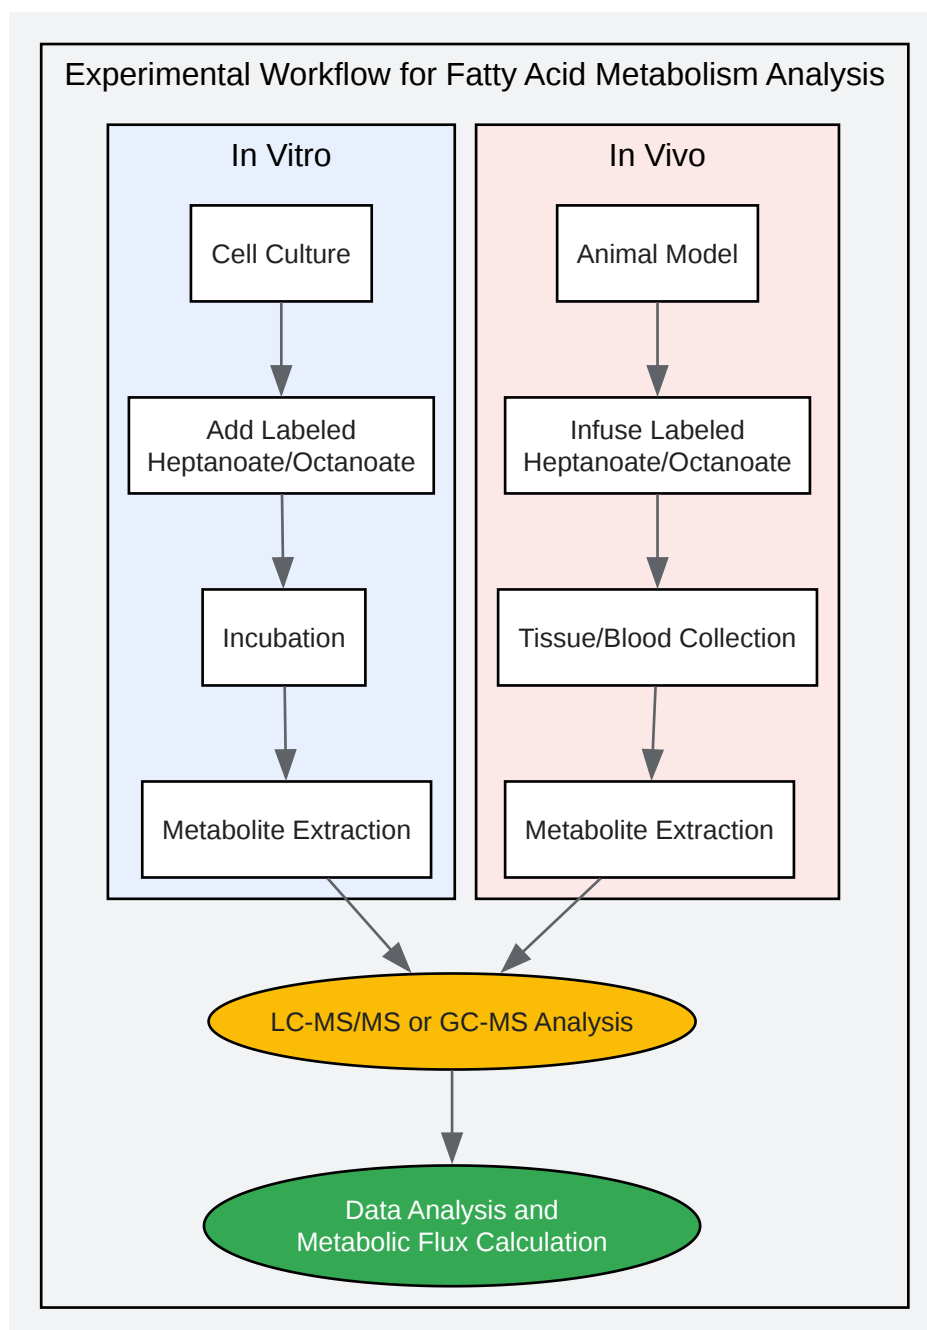 Experimental Workflow for Fatty Acid Metabolism Analysis
In Vitro
Cell Culture
Add Labeled
Heptanoate/Octanoate
Incubation
Metabolite Extraction
In Vivo
Animal Model
Infuse Labeled
Heptanoate/Octanoate
Tissue/Blood Collection
Metabolite Extraction
LC-MS/MS or GC-MS Analysis
Data Analysis and
Metabolic Flux Calculation